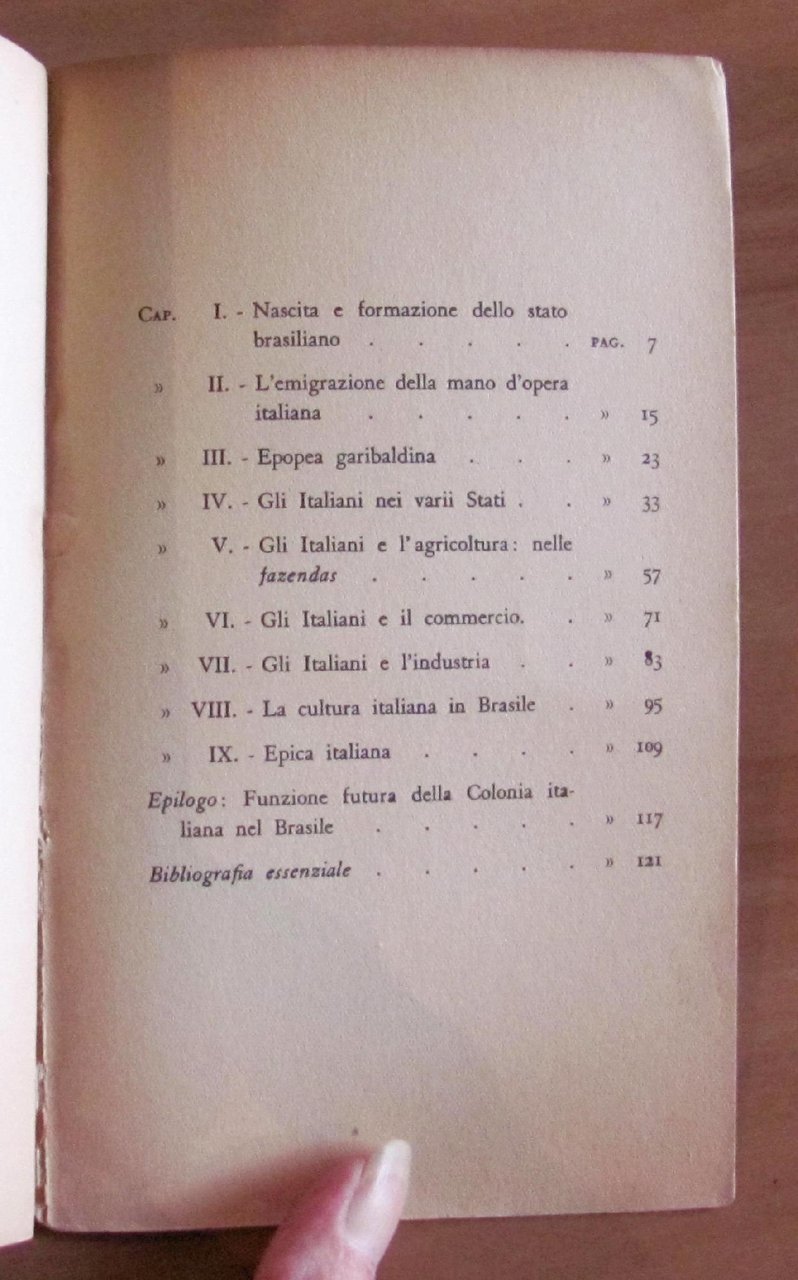 CAP. I. - Nascita e formazione dello stato
brasiliano . . . . . PAG. 7
» II. - L'emigrazione della mano d'opera
italiana . . . . . » 15
» III. - Epopea garibaldina . . . » 23
» IV. - Gli Italiani nei varii Stati . . » 33
» V. - Gli Italiani e l'agricoltura: nelle
fazendas . . . . . » 57
» VI. - Gli Italiani e il commercio. . » 71
» VII. - Gli Italiani e l'industria . . » 83
» VIII. - La cultura italiana in Brasile . » 95
» IX. - Epica italiana . . . . » 109
Epilogo: Funzione futura della Colonia ita-
liana nel Brasile . . . . . » 117
Bibliografia essenziale . . . . . » 121